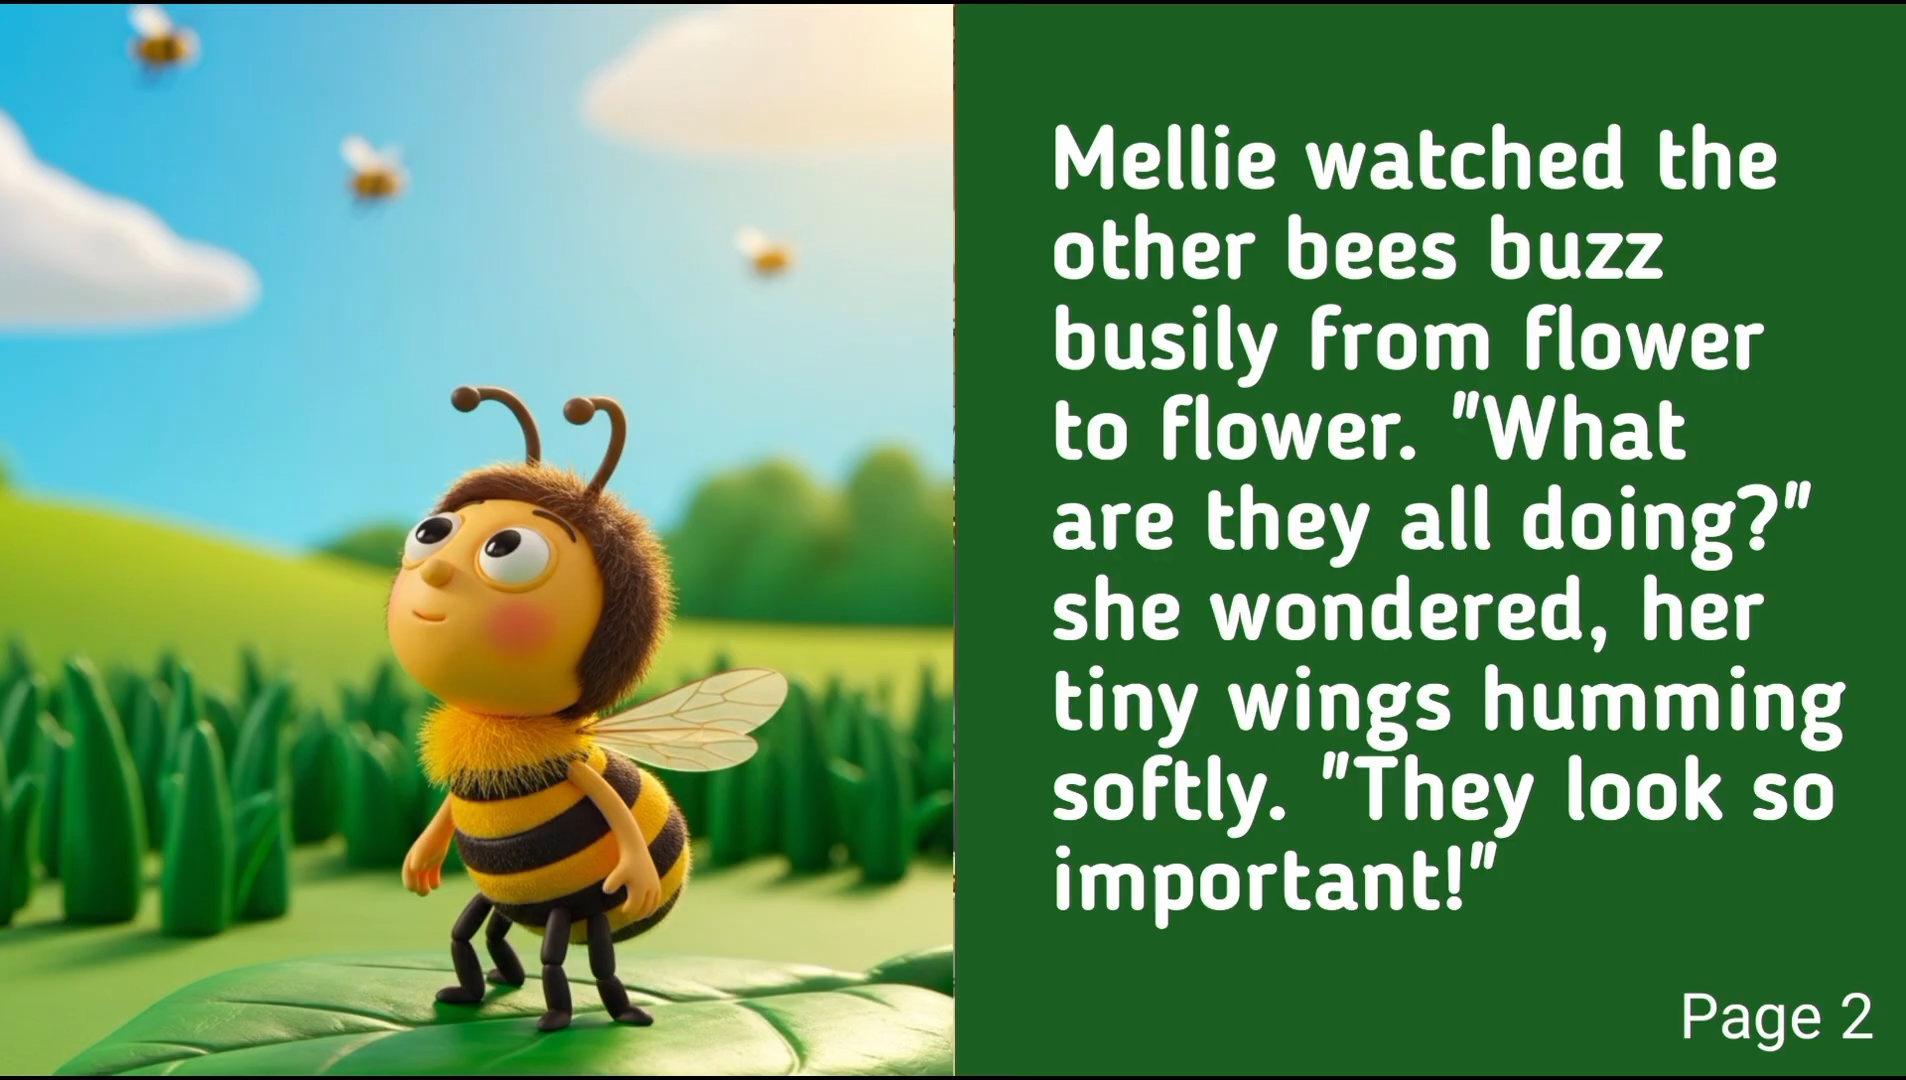 Mellie watched the
other bees buzz
busily from flower
to flower. "What
are they all doing?"
she wondered, her
tiny wings humming
softly. "They look so
important!"
Page 2